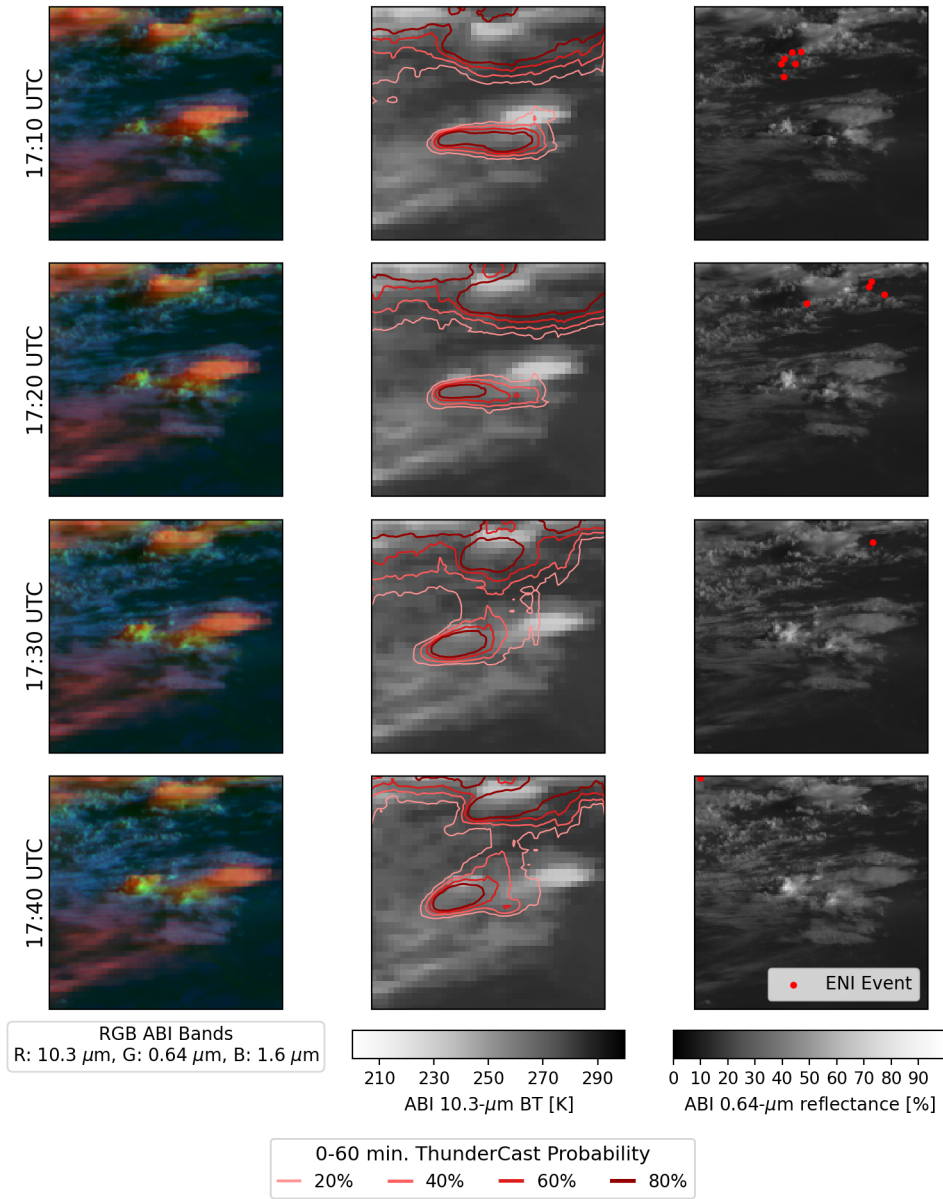 17:10 UTC
17:20 UTC
17:30 UTC
17:40 UTC
ENI Event
RGB ABI Bands
R: 10.3 μm, G: 0.64 μm, B: 1.6 μm
210 230 250 270 290
ABI 10.3-μm BT [K]
0 10 20 30 40 50 60 70 80 90
ABI 0.64-μm reflectance [%]
0-60 min. ThunderCast Probability
20% 40% 60% 80%